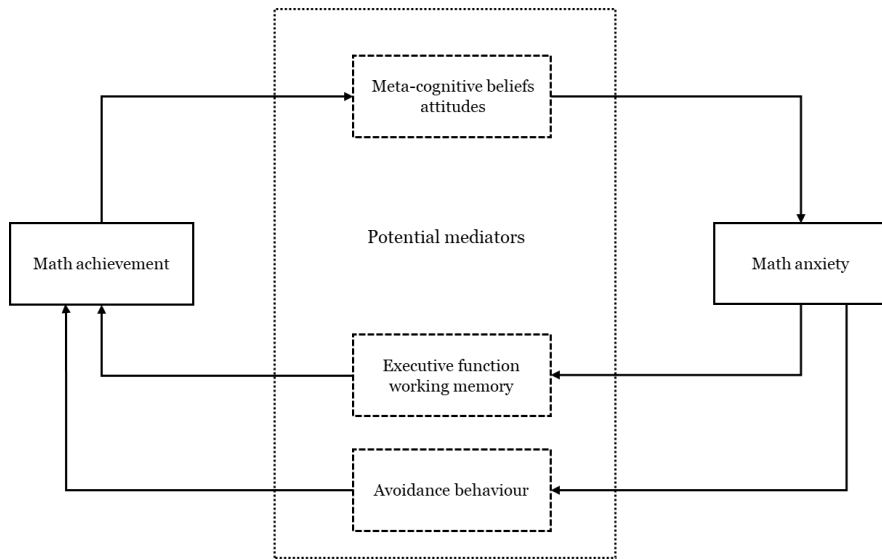 Meta-cognitive beliefs
attitudes
Math achievement
Potential mediators
Math anxiety
Executive function
working memory
Avoidance behaviour